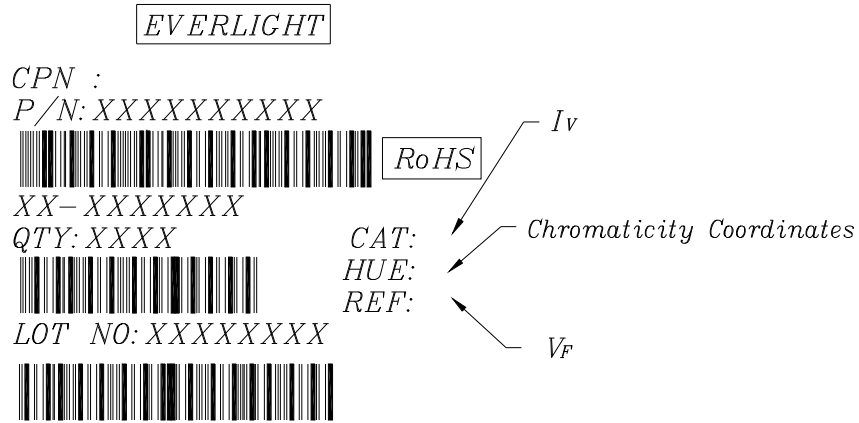 EVERLIGHT
CPN :
P/N: XXXXXXXXXX
RoHS
XX-XXXXXXX
QTY: XXXX
CAT:
HUE:
REF:
LOT NO: XXXXXXXX
Iv
Chromaticity Coordinates
VF